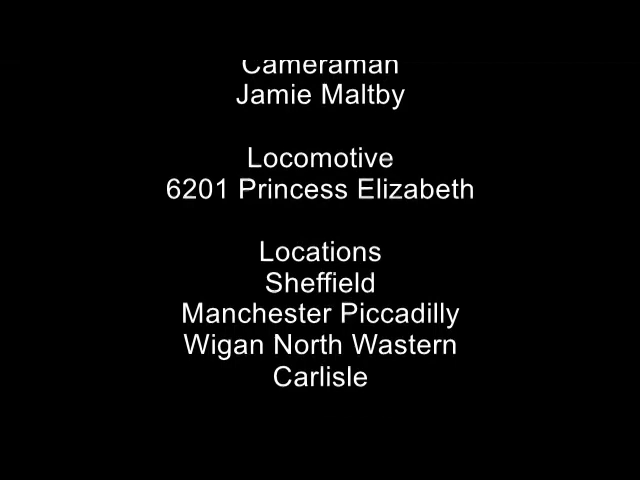 Cameraman
Jamie Maltby
Locomotive
6201 Princess Elizabeth
Locations
Sheffield
Manchester Piccadilly
Wigan North Wastern
Carlisle